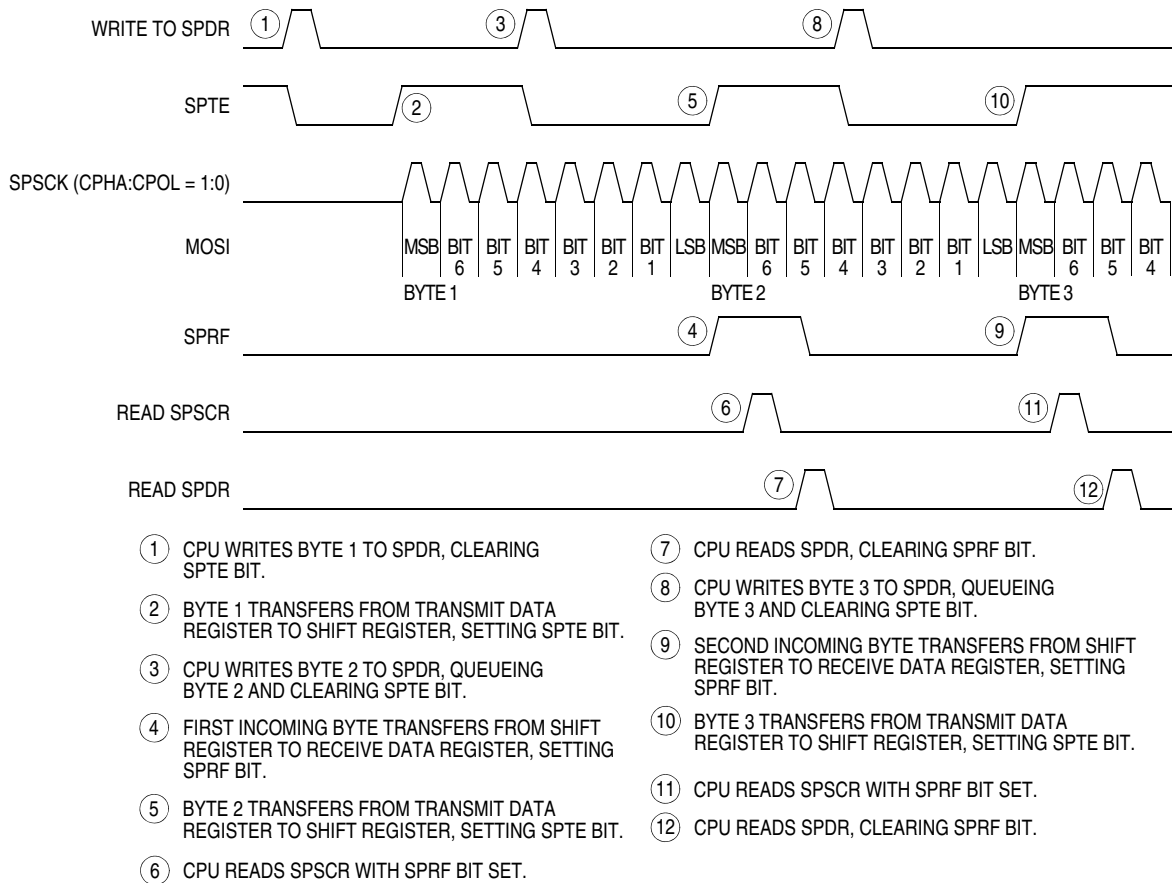 WRITE TO SPDR 1 3 8
SPTE 2 5 10
SPSCK (CPHA:CPOL = 1:0)
MOSI MSB BIT BIT BIT BIT BIT BIT LSB MSB BIT BIT BIT BIT BIT BIT LSB MSB BIT BIT BIT
6 5 4 3 2 1 6 5 4 3 2 1 6 5 4
BYTE 1 BYTE 2 BYTE 3
SPRF 4 9
READ SPSCR 6 11
READ SPDR 7 12
1 CPU WRITES BYTE 1 TO SPDR, CLEARING
SPTE BIT.
2 BYTE 1 TRANSFERS FROM TRANSMIT DATA
REGISTER TO SHIFT REGISTER, SETTING SPTE BIT.
3 CPU WRITES BYTE 2 TO SPDR, QUEUEING
BYTE 2 AND CLEARING SPTE BIT.
4 FIRST INCOMING BYTE TRANSFERS FROM SHIFT
REGISTER TO RECEIVE DATA REGISTER, SETTING
SPRF BIT.
5 BYTE 2 TRANSFERS FROM TRANSMIT DATA
REGISTER TO SHIFT REGISTER, SETTING SPTE BIT.
6 CPU READS SPSCR WITH SPRF BIT SET.
7 CPU READS SPDR, CLEARING SPRF BIT.
8 CPU WRITES BYTE 3 TO SPDR, QUEUEING
BYTE 3 AND CLEARING SPTE BIT.
9 SECOND INCOMING BYTE TRANSFERS FROM SHIFT
REGISTER TO RECEIVE DATA REGISTER, SETTING
SPRF BIT.
10 BYTE 3 TRANSFERS FROM TRANSMIT DATA
REGISTER TO SHIFT REGISTER, SETTING SPTE BIT.
11 CPU READS SPSCR WITH SPRF BIT SET.
12 CPU READS SPDR, CLEARING SPRF BIT.